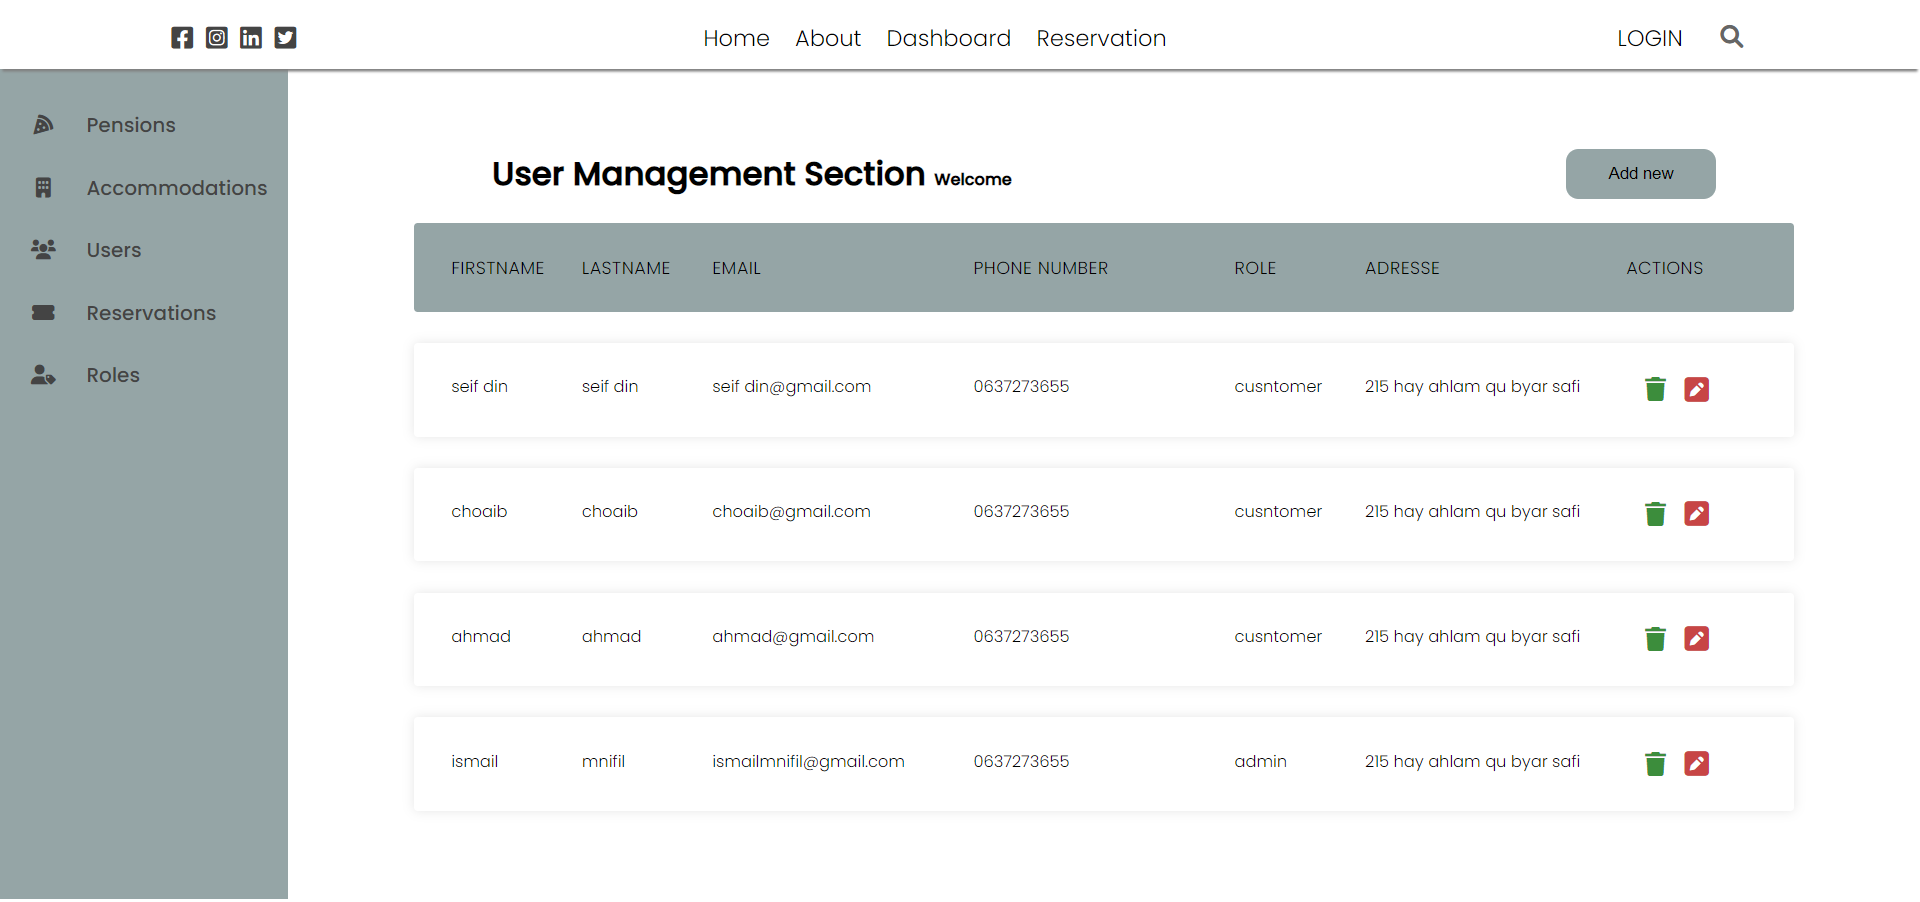 Home About Dashboard Reservation LOGIN
Pensions
Accommodations
Users
Reservations
Roles
User Management Section Welcome
Add new
FIRSTNAME LASTNAME EMAIL PHONE NUMBER ROLE ADRESSE ACTIONS
seif din seif din seif din@gmail.com 0637273655 cusntomer 215 hay ahlam qu byar safi
choaib choaib choaib@gmail.com 0637273655 cusntomer 215 hay ahlam qu byar safi
ahmad ahmad ahmad@gmail.com 0637273655 cusntomer 215 hay ahlam qu byar safi
ismail mnifil ismailmnifil@gmail.com 0637273655 admin 215 hay ahlam qu byar safi